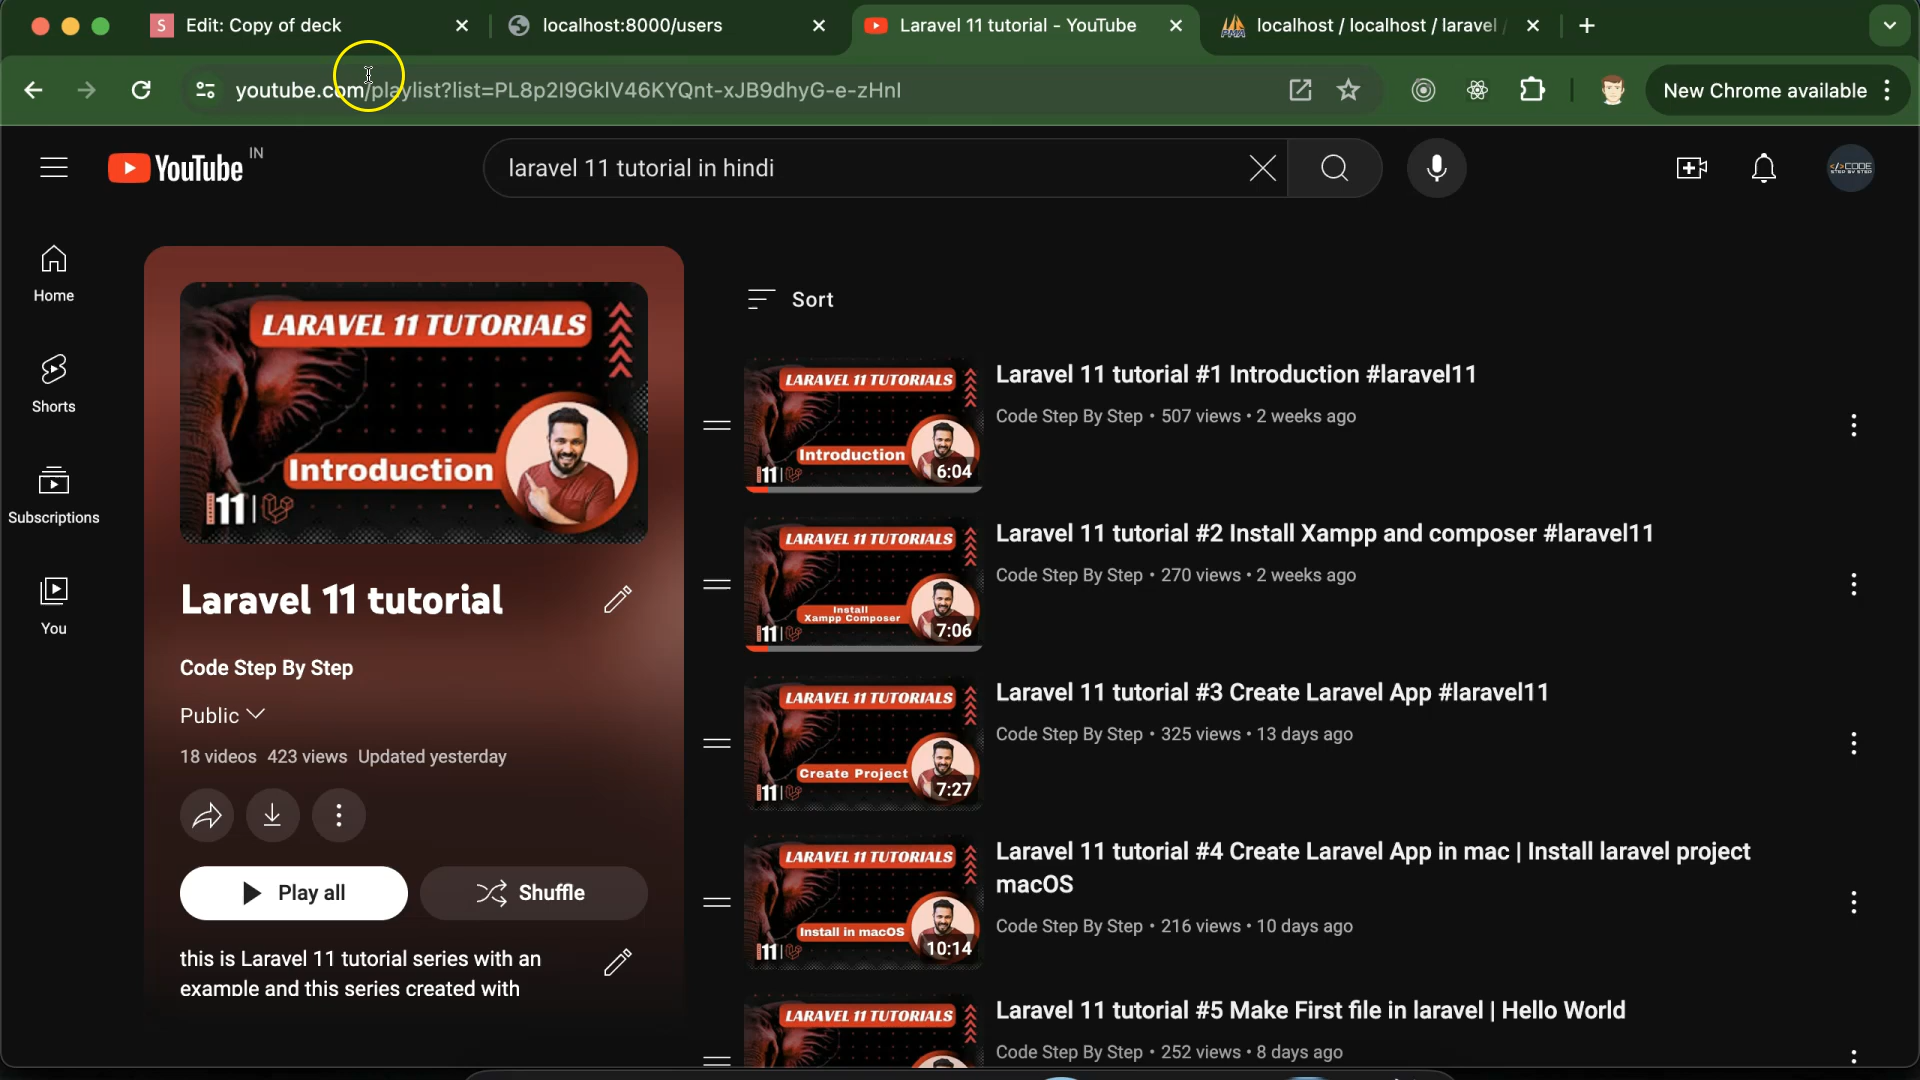 Edit: Copy of deck
localhost:8000/users
Laravel 11 tutorial - YouTube
localhost / localhost / laravel /
youtube.com/playlist?list=PL8p2I9GklV46KYQnt-xJB9dhyG-e-zHnl
New Chrome available
YouTube IN
laravel 11 tutorial in hindi
</>CODE
STEP BY STEP
Home
Shorts
Subscriptions
You
LARAVEL 11 TUTORIALS
Introduction
11
Laravel 11 tutorial
Code Step By Step
Public
18 videos 423 views Updated yesterday
Play all
Shuffle
this is Laravel 11 tutorial series with an
example and this series created with
Sort
LARAVEL 11 TUTORIALS
Introduction
11
6:04
Laravel 11 tutorial #1 Introduction #laravel11
Code Step By Step • 507 views • 2 weeks ago
LARAVEL 11 TUTORIALS
Install
Xampp Composer
11
7:06
Laravel 11 tutorial #2 Install Xampp and composer #laravel11
Code Step By Step • 270 views • 2 weeks ago
LARAVEL 11 TUTORIALS
Create Project
11
7:27
Laravel 11 tutorial #3 Create Laravel App #laravel11
Code Step By Step • 325 views • 13 days ago
LARAVEL 11 TUTORIALS
Install in macOS
11
10:14
Laravel 11 tutorial #4 Create Laravel App in mac | Install laravel project
macOS
Code Step By Step • 216 views • 10 days ago
LARAVEL 11 TUTORIALS
Laravel 11 tutorial #5 Make First file in laravel | Hello World
Code Step By Step • 252 views • 8 days ago